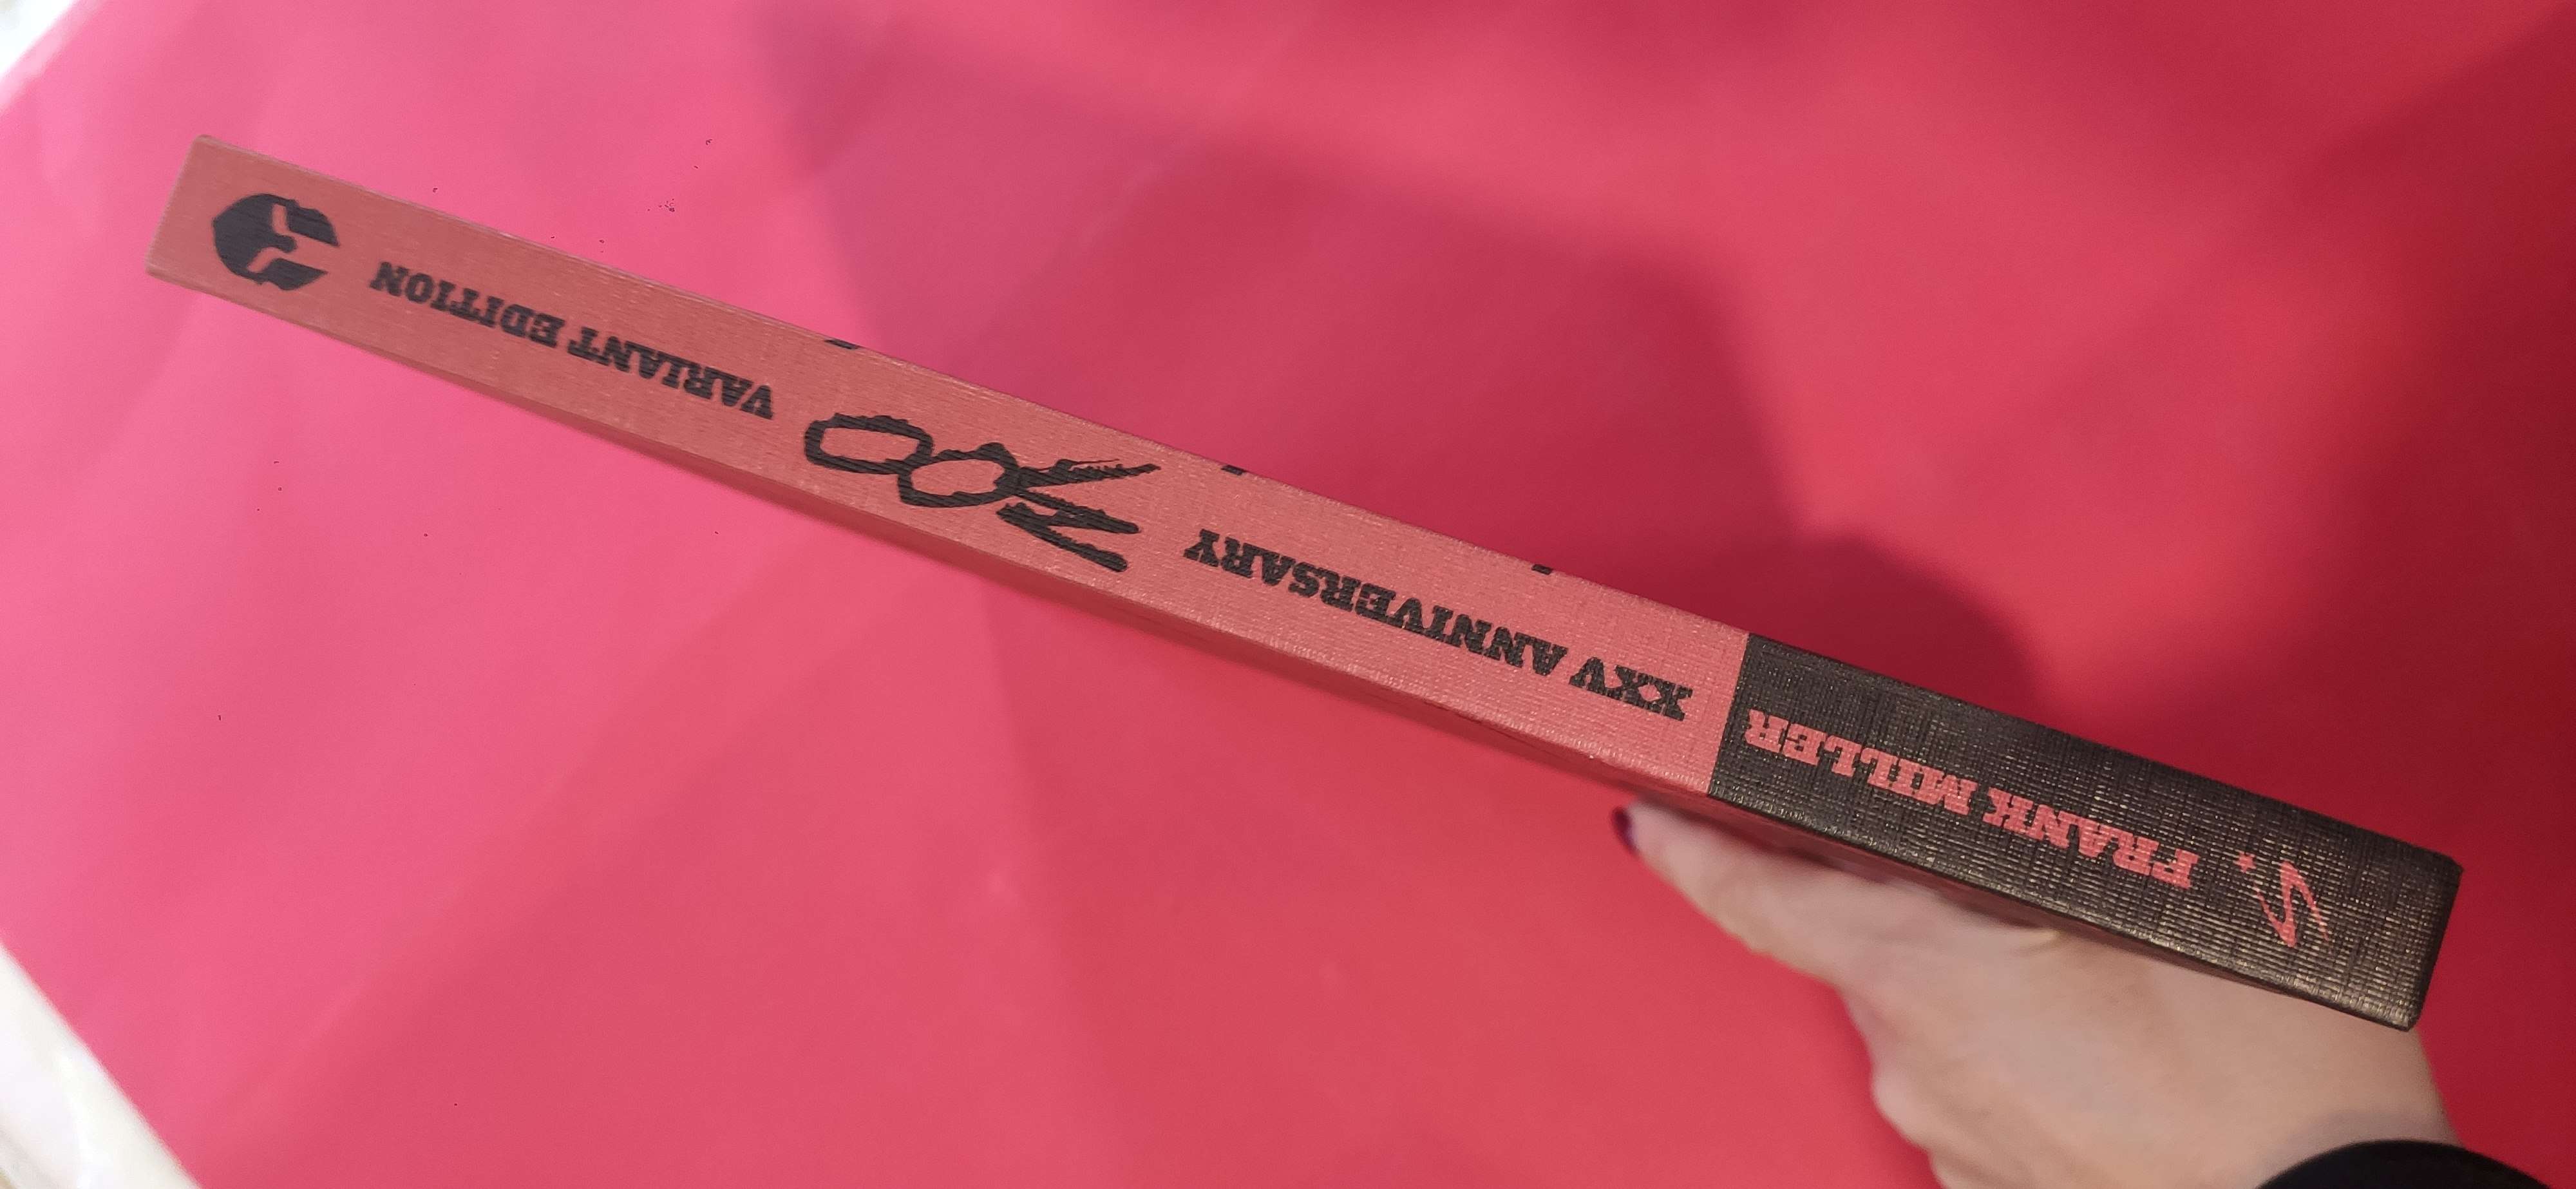 FRANK MILLER XXV ANNIVERSARY 300 VARIANT EDITION